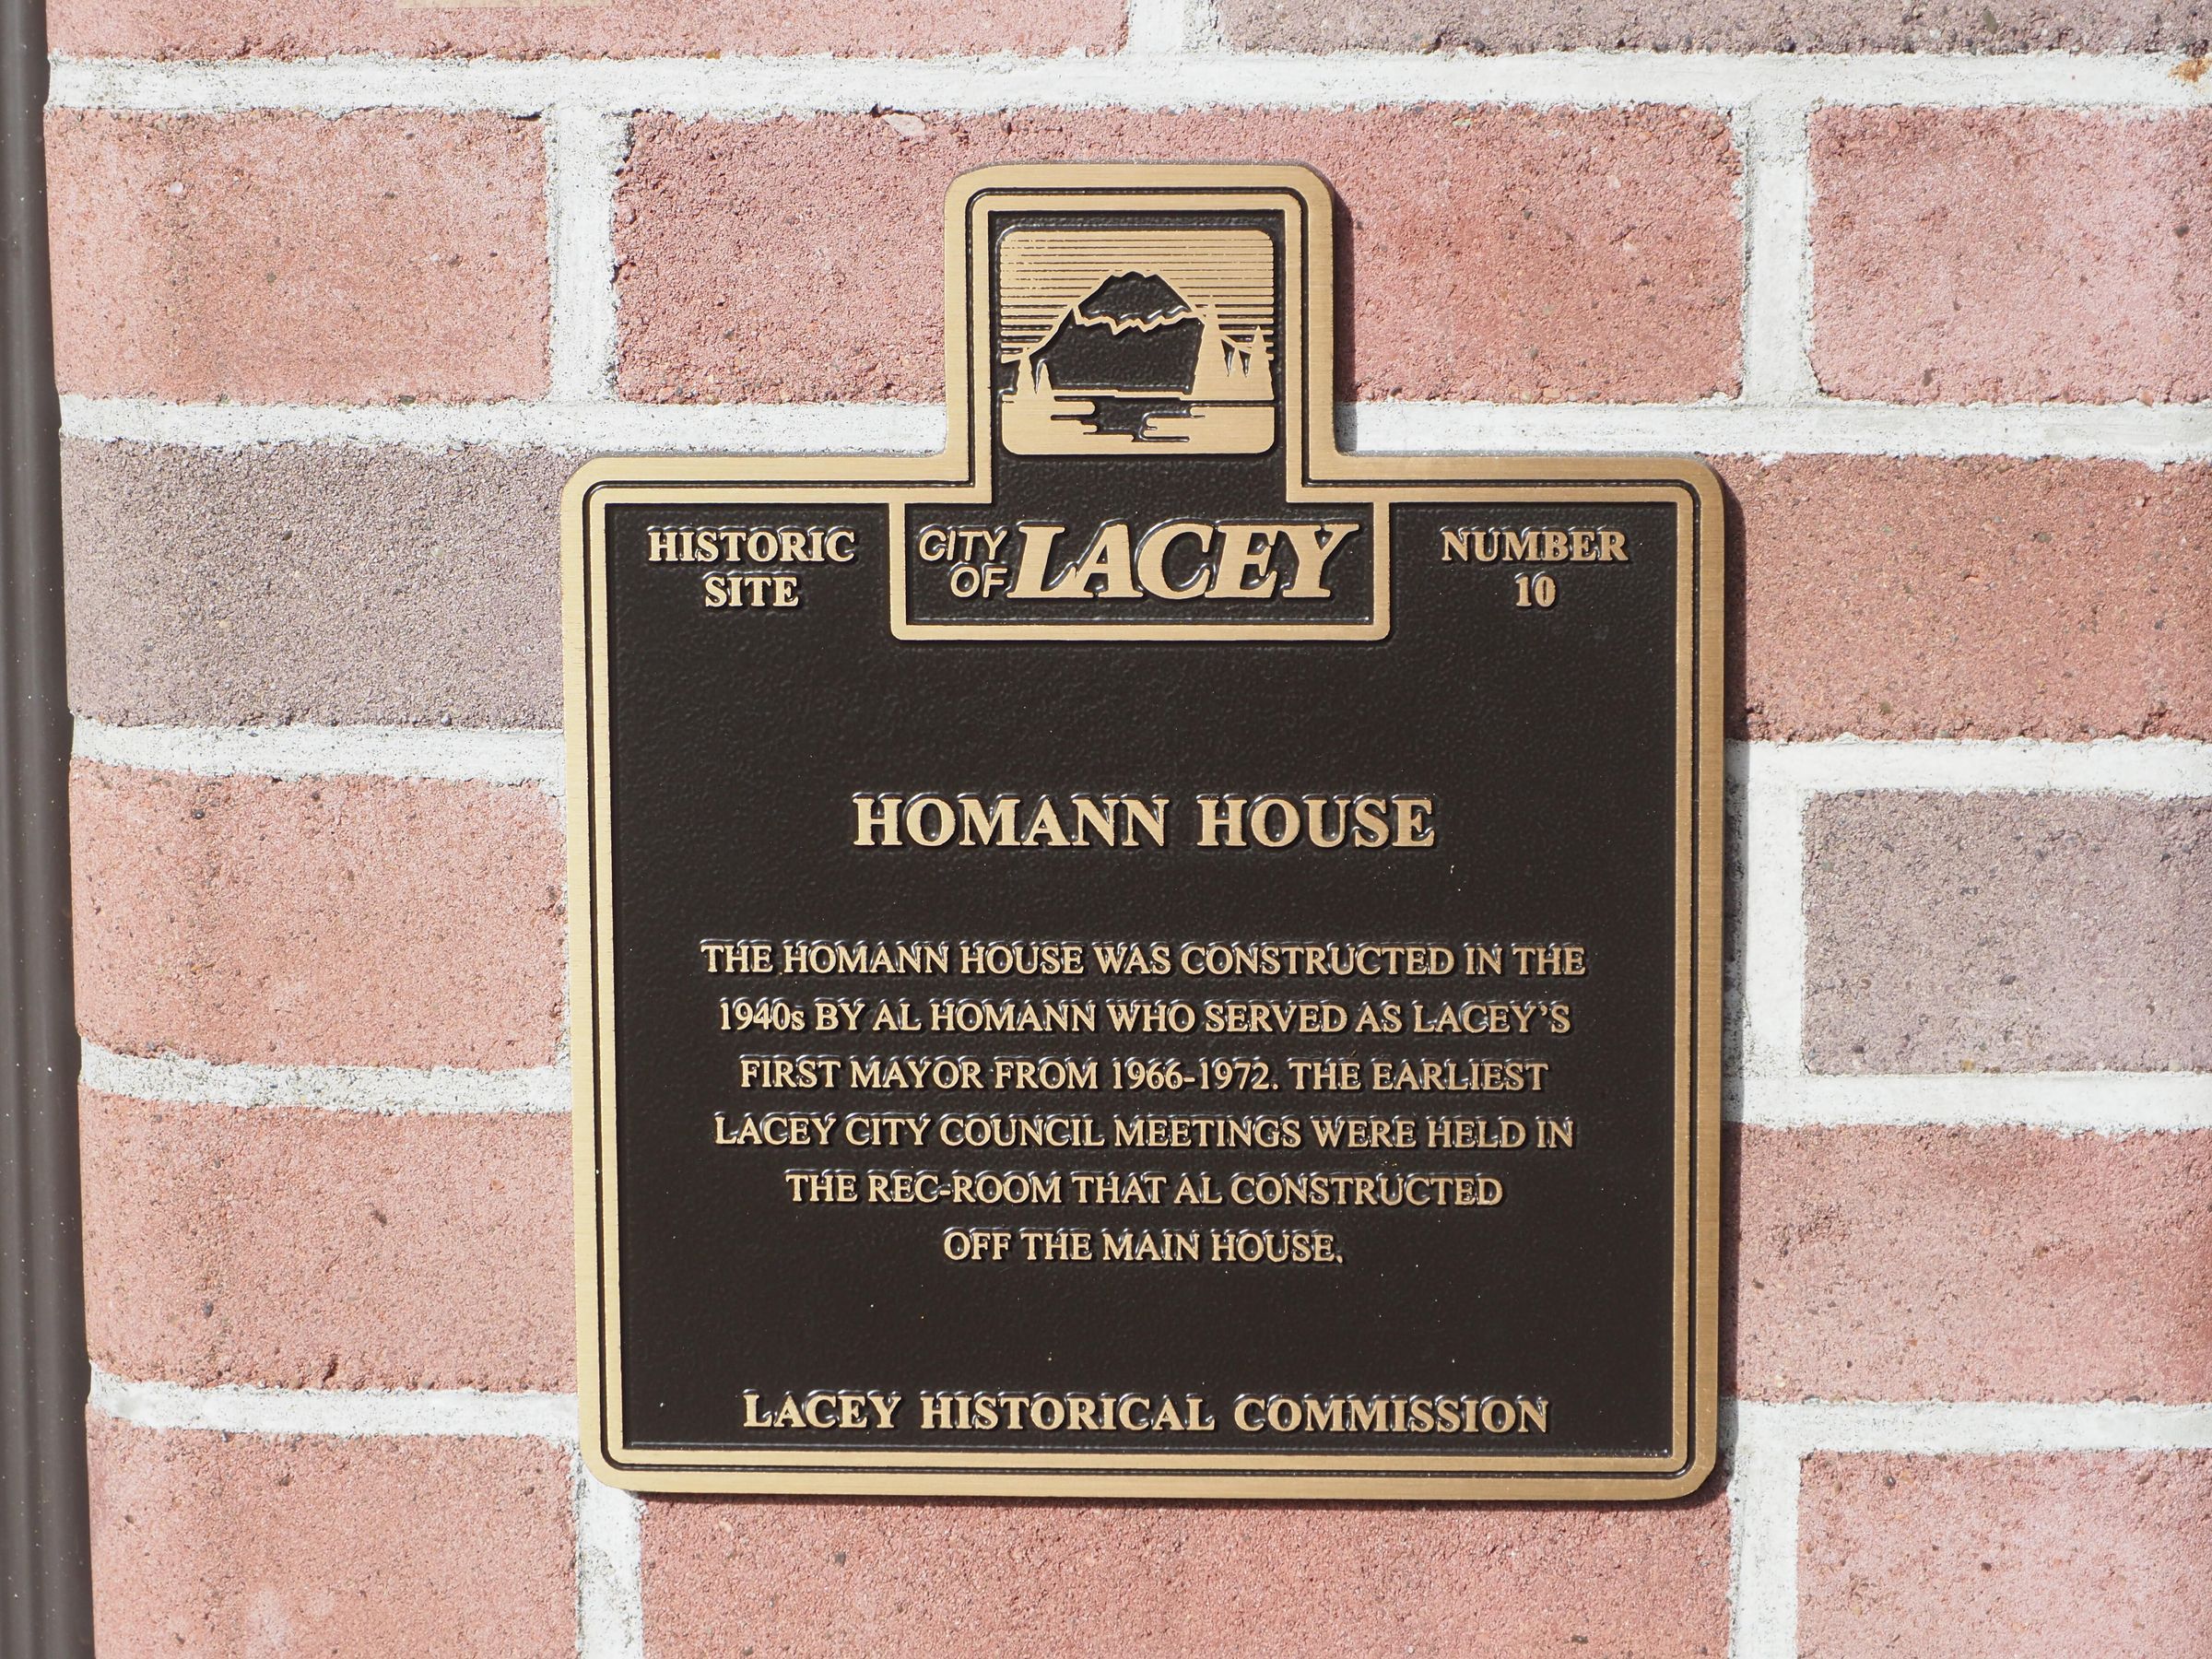 HISTORIC
SITE
CITY
OF LACEY
NUMBER
10
HOMANN HOUSE
THE HOMANN HOUSE WAS CONSTRUCTED IN THE
1940s BY AL HOMANN WHO SERVED AS LACEY'S
FIRST MAYOR FROM 1966-1972. THE EARLIEST
LACEY CITY COUNCIL MEETINGS WERE HELD IN
THE REC-ROOM THAT AL CONSTRUCTED
OFF THE MAIN HOUSE.
LACEY HISTORICAL COMMISSION